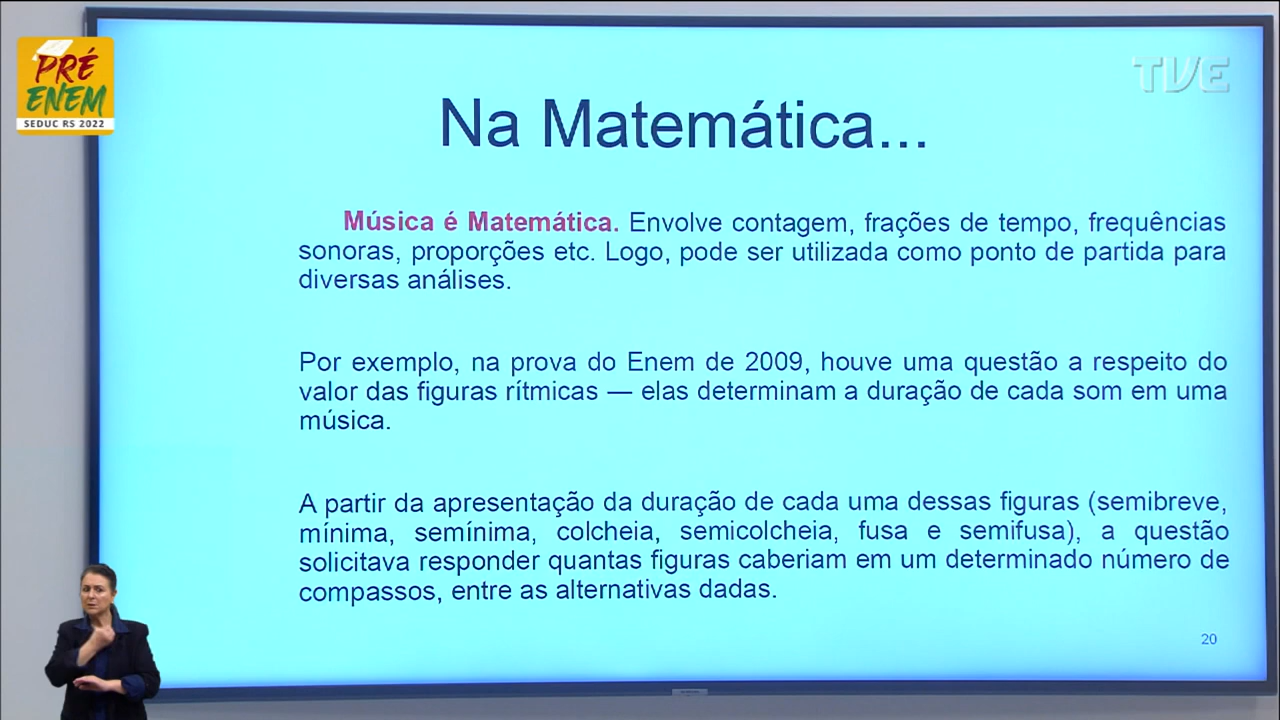 PRÉ
ENEM
SEDUC RS 2022
TVE
Na Matemática...
Música é Matemática. Envolve contagem, frações de tempo, frequências
sonoras, proporções etc. Logo, pode ser utilizada como ponto de partida para
diversas análises.
Por exemplo, na prova do Enem de 2009, houve uma questão a respeito do
valor das figuras rítmicas — elas determinam a duração de cada som em uma
música.
A partir da apresentação da duração de cada uma dessas figuras (semibreve,
mínima, semínima, colcheia, semicolcheia, fusa e semifusa), a questão
solicitava responder quantas figuras caberiam em um determinado número de
compassos, entre as alternativas dadas.
20